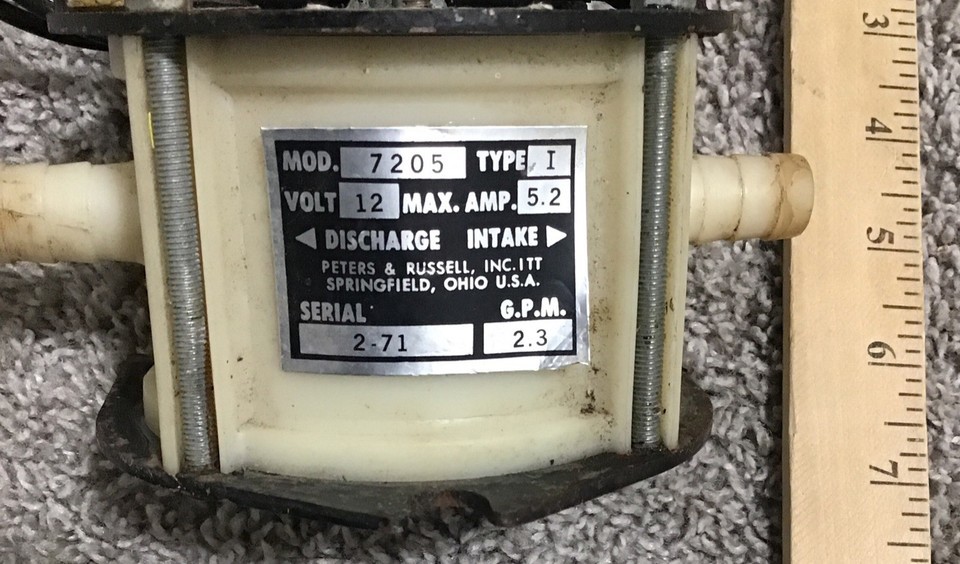 MOD. 7205 TYPE I
VOLT 12 MAX. AMP. 5.2
◀ DISCHARGE INTAKE ▶
PETERS & RUSSELL, INC. ITT
SPRINGFIELD, OHIO U.S.A.
SERIAL G.P.M.
2-71 2.3
3
4
5
6
7